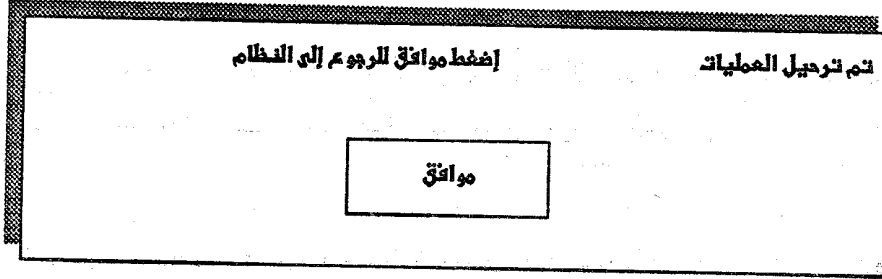 تم ترحيل العمليات إضغط موافق للرجوع إلى النظام
موافق